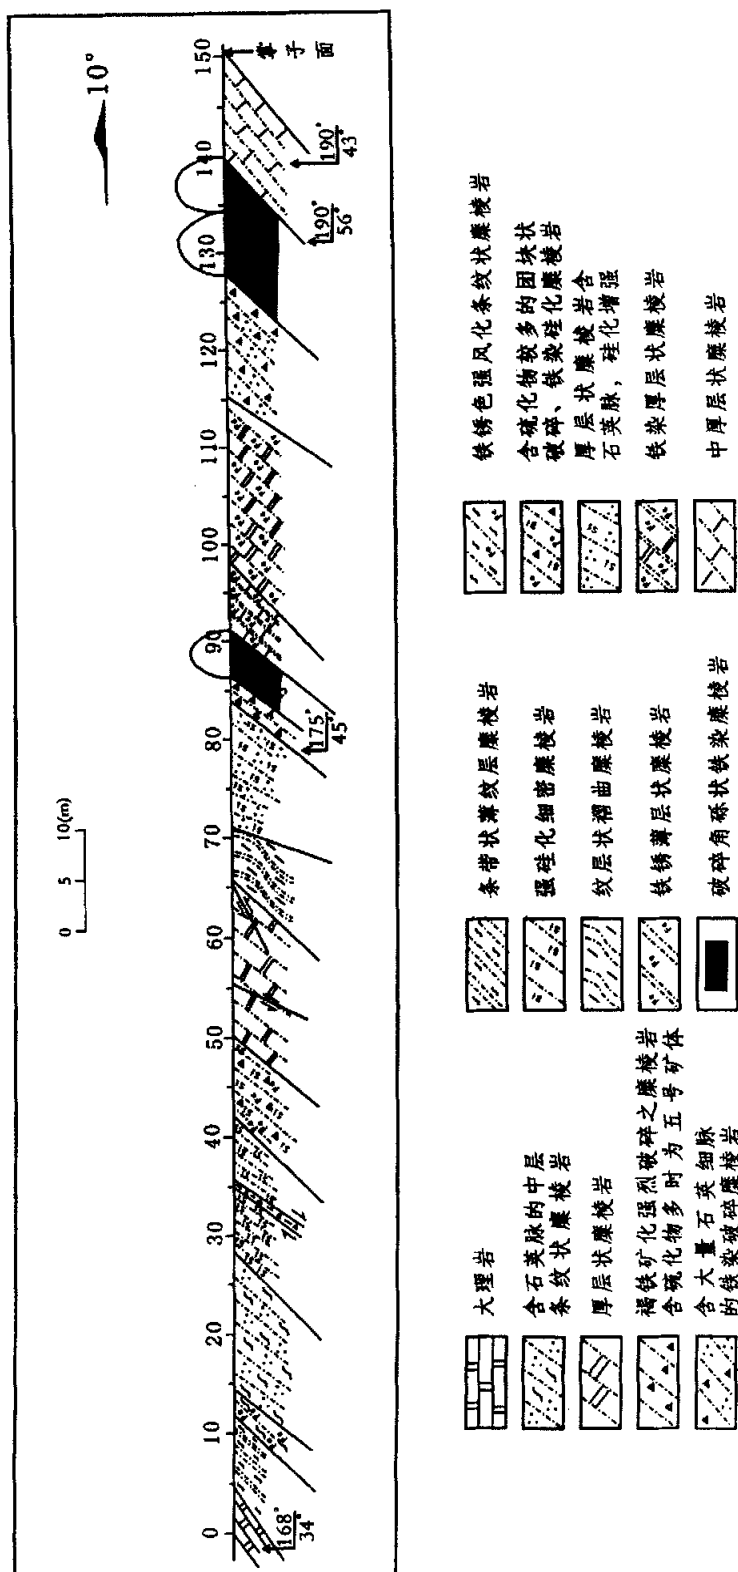 10°
0 5 10(m)
0 10 20 30 40 50 60 70 80 90 100 110 120 130 140 150
掌子面
168°
34°
175°
45°
190°
56°
190°
43°
大理岩
含石英脉的中层
条纹状糜棱岩
厚层状糜棱岩
褐铁矿化强烈破碎之糜棱岩
含硫化物多时为五号矿体
含大量石英细脉
的铁染破碎糜棱岩
条带状薄纹层糜棱岩
强硅化细密糜棱岩
纹层状褶曲糜棱岩
铁锈薄层状糜棱岩
破碎角砾状铁染糜棱岩
铁锈色强风化条纹状糜棱岩
含硫化物较多的团块状
破碎、铁染硅化糜棱岩
厚层状糜棱岩含
石英脉，硅化增强
铁染厚层状糜棱岩
中厚层状糜棱岩